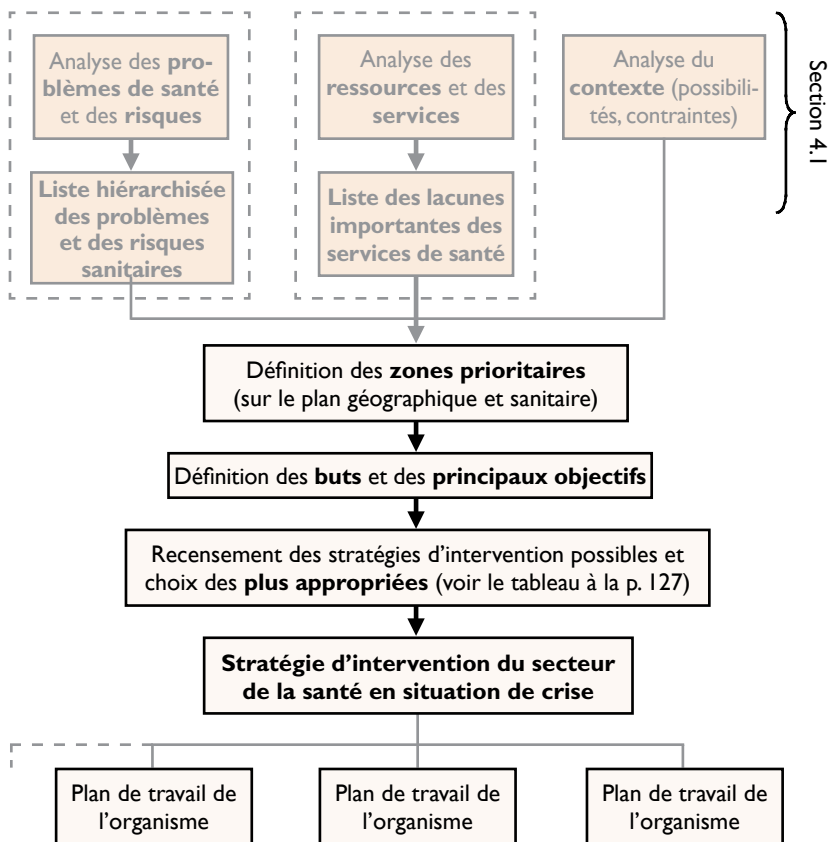 Analyse des pro-
blèmes de santé
et des risques
Analyse des
ressources et des
services
Analyse du
contexte (possibili-
tés, contraintes)
Section 4.1
Liste hiérarchisée
des problèmes
et des risques
sanitaires
Liste des lacunes
importantes des
services de santé
Définition des zones prioritaires
(sur le plan géographique et sanitaire)
Définition des buts et des principaux objectifs
Recensement des stratégies d’intervention possibles et
choix des plus appropriées (voir le tableau à la p. 127)
Stratégie d’intervention du secteur
de la santé en situation de crise
Plan de travail de
l’organisme
Plan de travail de
l’organisme
Plan de travail de
l’organisme